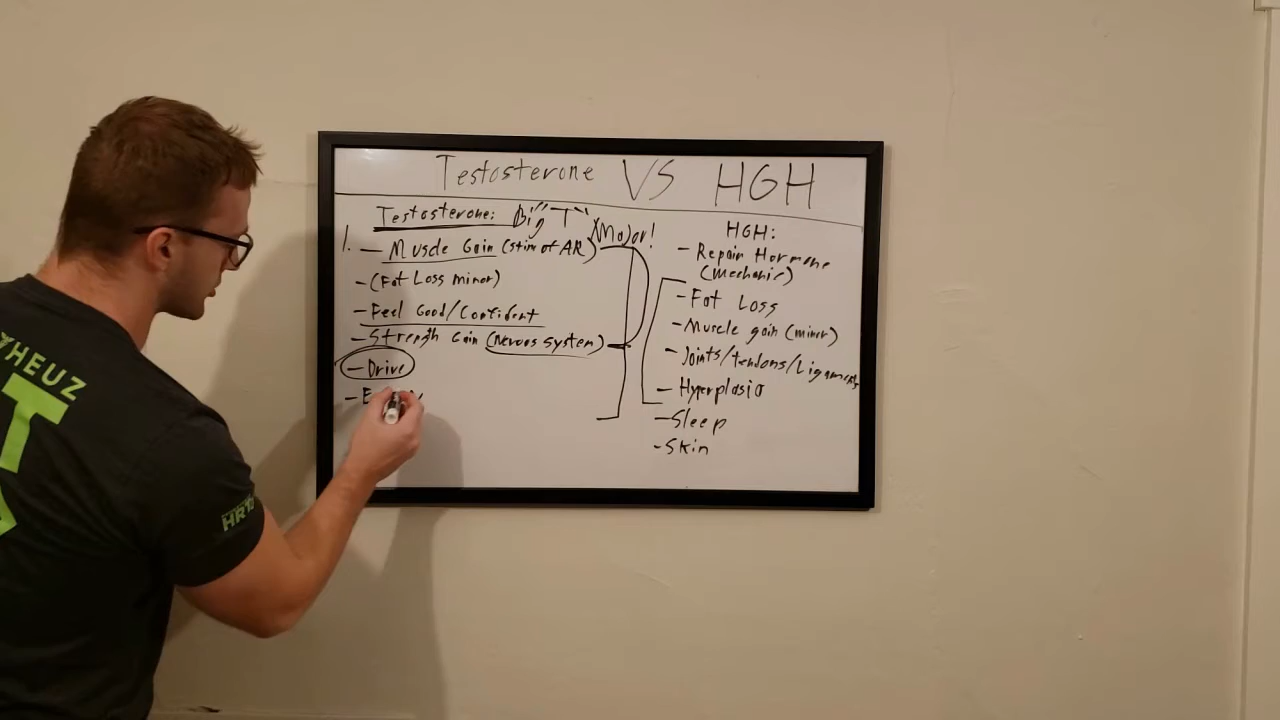 Testosterone VS HGH
Testosterone: Big "T"
1. - Muscle Gain (stim of AR) (Major!
- (Fat Loss minor)
- Feel Good/Confident
- Strength Gain (Nervous System)
- Drive
HGH:
- Repair Hormone
(Mechanic)
- Fat Loss
- Muscle gain (minor)
- Joints/tendons/Ligaments
- Hyperplasia
- Sleep
- Skin
HEUZ
T